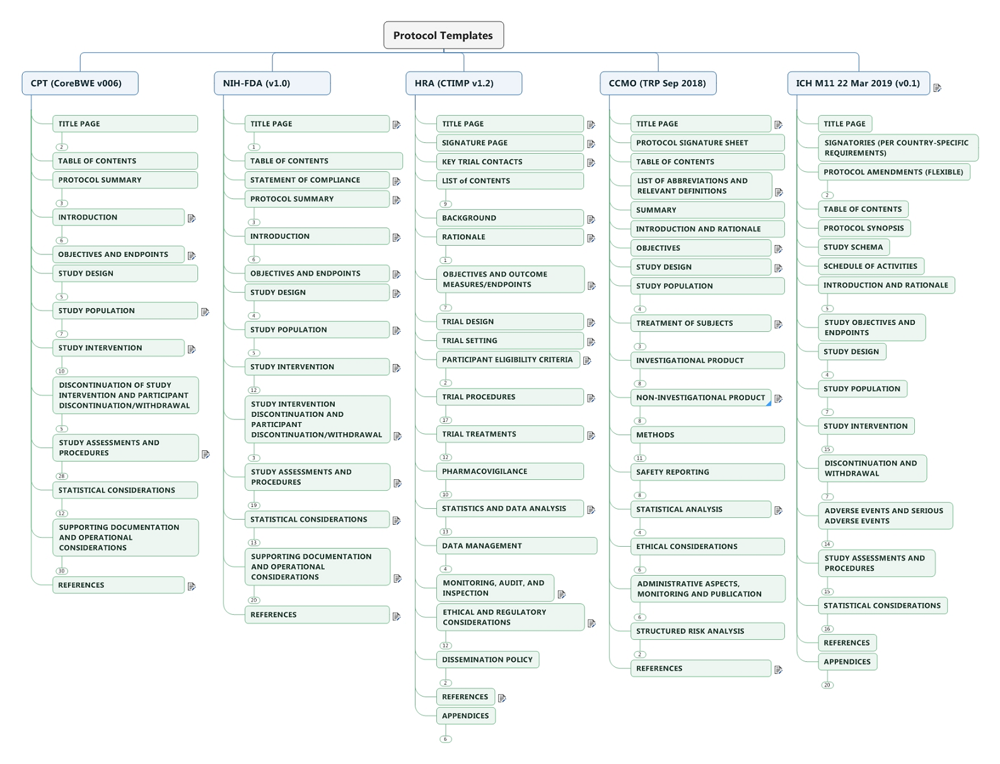 Protocol Templates
CPT (CoreBWE v006)
TITLE PAGE
2
TABLE OF CONTENTS
PROTOCOL SUMMARY
3
INTRODUCTION
6
OBJECTIVES AND ENDPOINTS
STUDY DESIGN
5
STUDY POPULATION
7
STUDY INTERVENTION
10
DISCONTINUATION OF STUDY
INTERVENTION AND PARTICIPANT
DISCONTINUATION/WITHDRAWAL
5
STUDY ASSESSMENTS AND
PROCEDURES
28
STATISTICAL CONSIDERATIONS
12
SUPPORTING DOCUMENTATION
AND OPERATIONAL
CONSIDERATIONS
30
REFERENCES
NIH-FDA (v1.0)
TITLE PAGE
1
TABLE OF CONTENTS
STATEMENT OF COMPLIANCE
PROTOCOL SUMMARY
3
INTRODUCTION
6
OBJECTIVES AND ENDPOINTS
STUDY DESIGN
4
STUDY POPULATION
5
STUDY INTERVENTION
12
STUDY INTERVENTION
DISCONTINUATION AND
PARTICIPANT
DISCONTINUATION/WITHDRAWAL
3
STUDY ASSESSMENTS AND
PROCEDURES
19
STATISTICAL CONSIDERATIONS
13
SUPPORTING DOCUMENTATION
AND OPERATIONAL
CONSIDERATIONS
20
REFERENCES
HRA (CTIMP v1.2)
TITLE PAGE
SIGNATURE PAGE
KEY TRIAL CONTACTS
LIST of CONTENTS
9
BACKGROUND
RATIONALE
1
OBJECTIVES AND OUTCOME
MEASURES/ENDPOINTS
7
TRIAL DESIGN
TRIAL SETTING
PARTICIPANT ELIGIBILITY CRITERIA
2
TRIAL PROCEDURES
17
TRIAL TREATMENTS
12
PHARMACOVIGILANCE
10
STATISTICS AND DATA ANALYSIS
13
DATA MANAGEMENT
4
MONITORING, AUDIT, AND
INSPECTION
ETHICAL AND REGULATORY
CONSIDERATIONS
12
DISSEMINATION POLICY
2
REFERENCES
APPENDICES
6
CCMO (TRP Sep 2018)
TITLE PAGE
PROTOCOL SIGNATURE SHEET
TABLE OF CONTENTS
LIST OF ABBREVIATIONS AND
RELEVANT DEFINITIONS
SUMMARY
INTRODUCTION AND RATIONALE
OBJECTIVES
STUDY DESIGN
STUDY POPULATION
4
TREATMENT OF SUBJECTS
3
INVESTIGATIONAL PRODUCT
8
NON-INVESTIGATIONAL PRODUCT
8
METHODS
11
SAFETY REPORTING
8
STATISTICAL ANALYSIS
4
ETHICAL CONSIDERATIONS
6
ADMINISTRATIVE ASPECTS,
MONITORING AND PUBLICATION
6
STRUCTURED RISK ANALYSIS
2
REFERENCES
ICH M11 22 Mar 2019 (v0.1)
TITLE PAGE
SIGNATORIES (PER COUNTRY-SPECIFIC
REQUIREMENTS)
PROTOCOL AMENDMENTS (FLEXIBLE)
2
TABLE OF CONTENTS
PROTOCOL SYNOPSIS
STUDY SCHEMA
SCHEDULE OF ACTIVITIES
INTRODUCTION AND RATIONALE
5
STUDY OBJECTIVES AND
ENDPOINTS
STUDY DESIGN
4
STUDY POPULATION
7
STUDY INTERVENTION
15
DISCONTINUATION AND
WITHDRAWAL
7
ADVERSE EVENTS AND SERIOUS
ADVERSE EVENTS
14
STUDY ASSESSMENTS AND
PROCEDURES
15
STATISTICAL CONSIDERATIONS
16
REFERENCES
APPENDICES
20